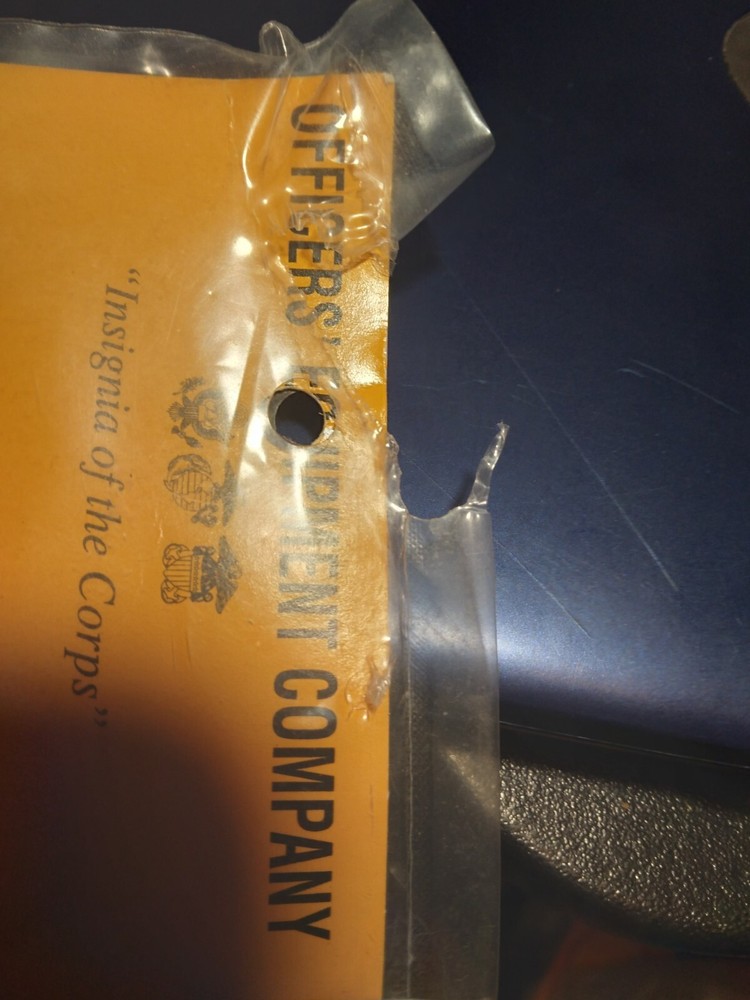 OFFICERS' EQUIPMENT COMPANY
“Insignia of the Corps”